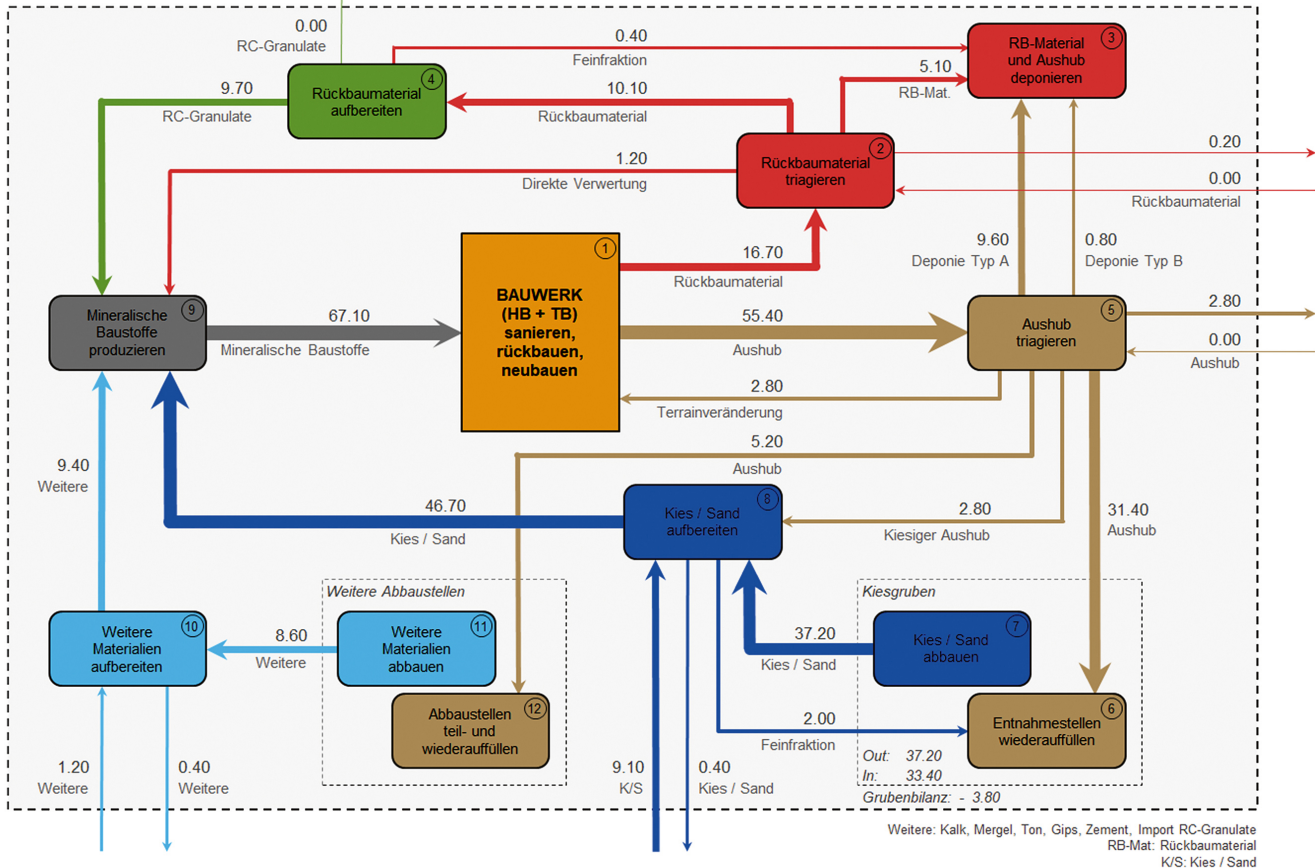 0.00
RC-Granulate
0.40
Feinfraktion
3
RB-Material
und Aushub
deponieren
4
Rückbaumaterial
aufbereiten
9.70
RC-Granulate
10.10
Rückbaumaterial
5.10
RB-Mat.
2
Rückbaumaterial
triagieren
0.20
0.00
Rückbaumaterial
1.20
Direkte Verwertung
1
BAUWERK
(HB + TB)
sanieren,
rückbauen,
neubauen
16.70
Rückbaumaterial
9.60
Deponie Typ A
0.80
Deponie Typ B
9
Mineralische
Baustoffe
produzieren
67.10
Mineralische Baustoffe
55.40
Aushub
5
Aushub
triagieren
2.80
0.00
Aushub
2.80
Terrainveränderung
5.20
Aushub
9.40
Weitere
46.70
Kies / Sand
8
Kies / Sand
aufbereiten
2.80
Kiesiger Aushub
31.40
Aushub
Weitere Abbaustellen
Kiesgruben
10
Weitere
Materialien
aufbereiten
8.60
Weitere
11
Weitere
Materialien
abbauen
37.20
Kies / Sand
7
Kies / Sand
abbauen
12
Abbaustellen
teil- und
wiederauffüllen
2.00
Feinfraktion
6
Entnahmestellen
wiederauffüllen
1.20
Weitere
0.40
Weitere
9.10
K/S
0.40
Kies / Sand
Out: 37.20
In: 33.40
Grubenbilanz: - 3.80
Weitere: Kalk, Mergel, Ton, Gips, Zement, Import RC-Granulate
RB-Mat: Rückbaumaterial
K/S: Kies / Sand